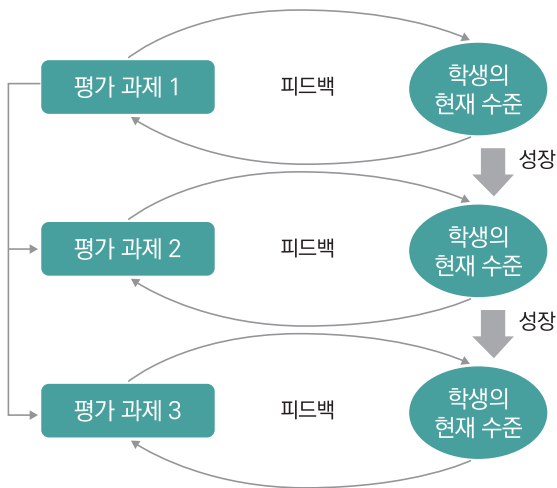 평가 과제 1
피드백
학생의
현재 수준
성장
평가 과제 2
피드백
학생의
현재 수준
성장
평가 과제 3
피드백
학생의
현재 수준